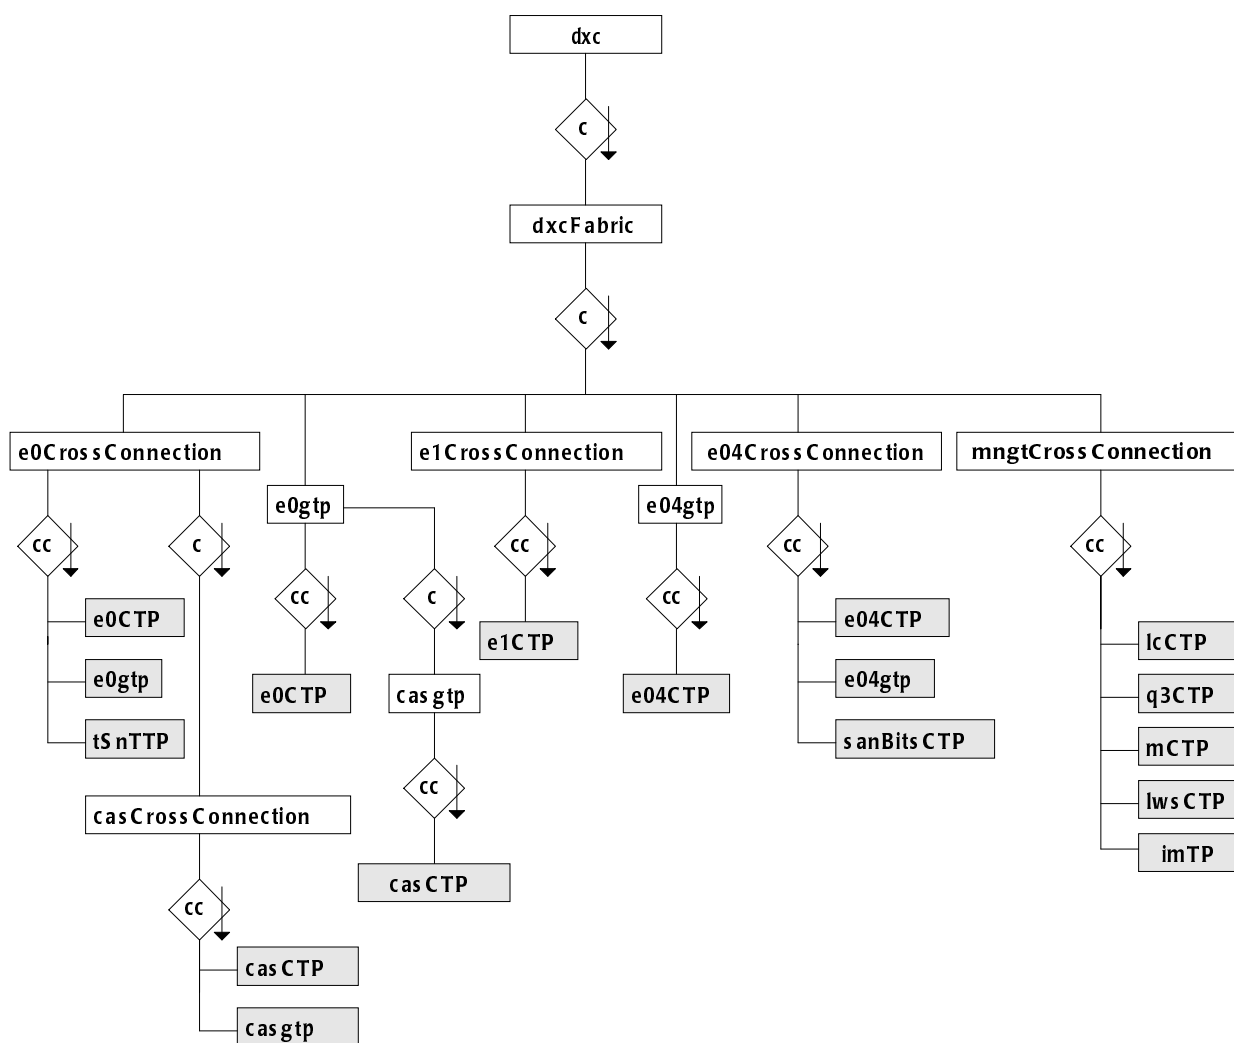 dxc
c
dxcFabric
c
e0CrossConnection
e1CrossConnection
e04CrossConnection
mngtCrossConnection
e0gtp
e04gtp
cc
c
cc
cc
cc
cc
c
cc
e0CTP
e04CTP
e1CTP
lcCTP
e0gtp
e04gtp
e0CTP
casgtp
e04CTP
q3CTP
tSnTTP
sanBitsCTP
mCTP
cc
lwsCTP
casCrossConnection
imTP
casCTP
cc
casCTP
casgtp